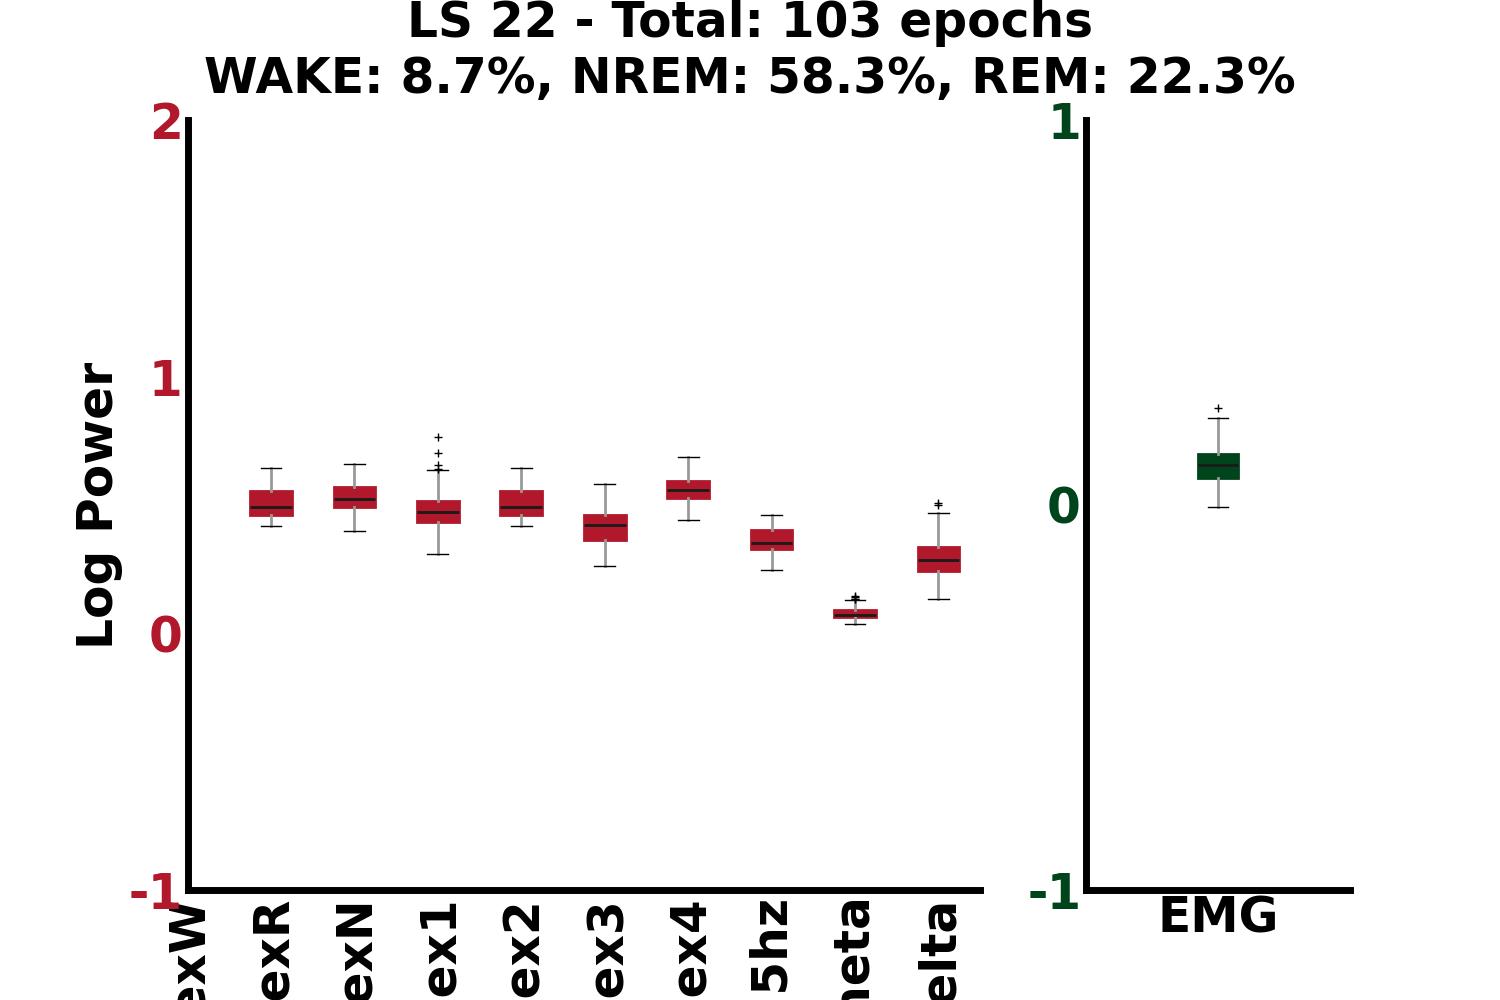 LS 22 - Total: 103 epochs
WAKE: 8.7%, NREM: 58.3%, REM: 22.3%
2
1
0
-1
Log Power
exW
exR
exN
ex1
ex2
ex3
ex4
5hz
elta
1
0
-1
EMG